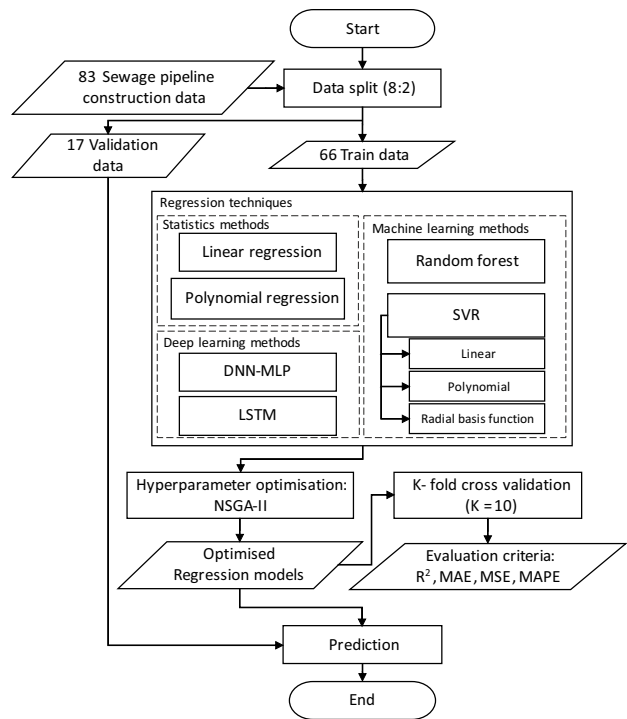 Start
83 Sewage pipeline
construction data
Data split (8:2)
17 Validation
data
66 Train data
Regression techniques
Statistics methods
Linear regression
Polynomial regression
Deep learning methods
DNN-MLP
LSTM
Machine learning methods
Random forest
SVR
Linear
Polynomial
Radial basis function
Hyperparameter optimisation:
NSGA-II
K- fold cross validation
(K = 10)
Optimised
Regression models
Evaluation criteria:
R², MAE, MSE, MAPE
Prediction
End